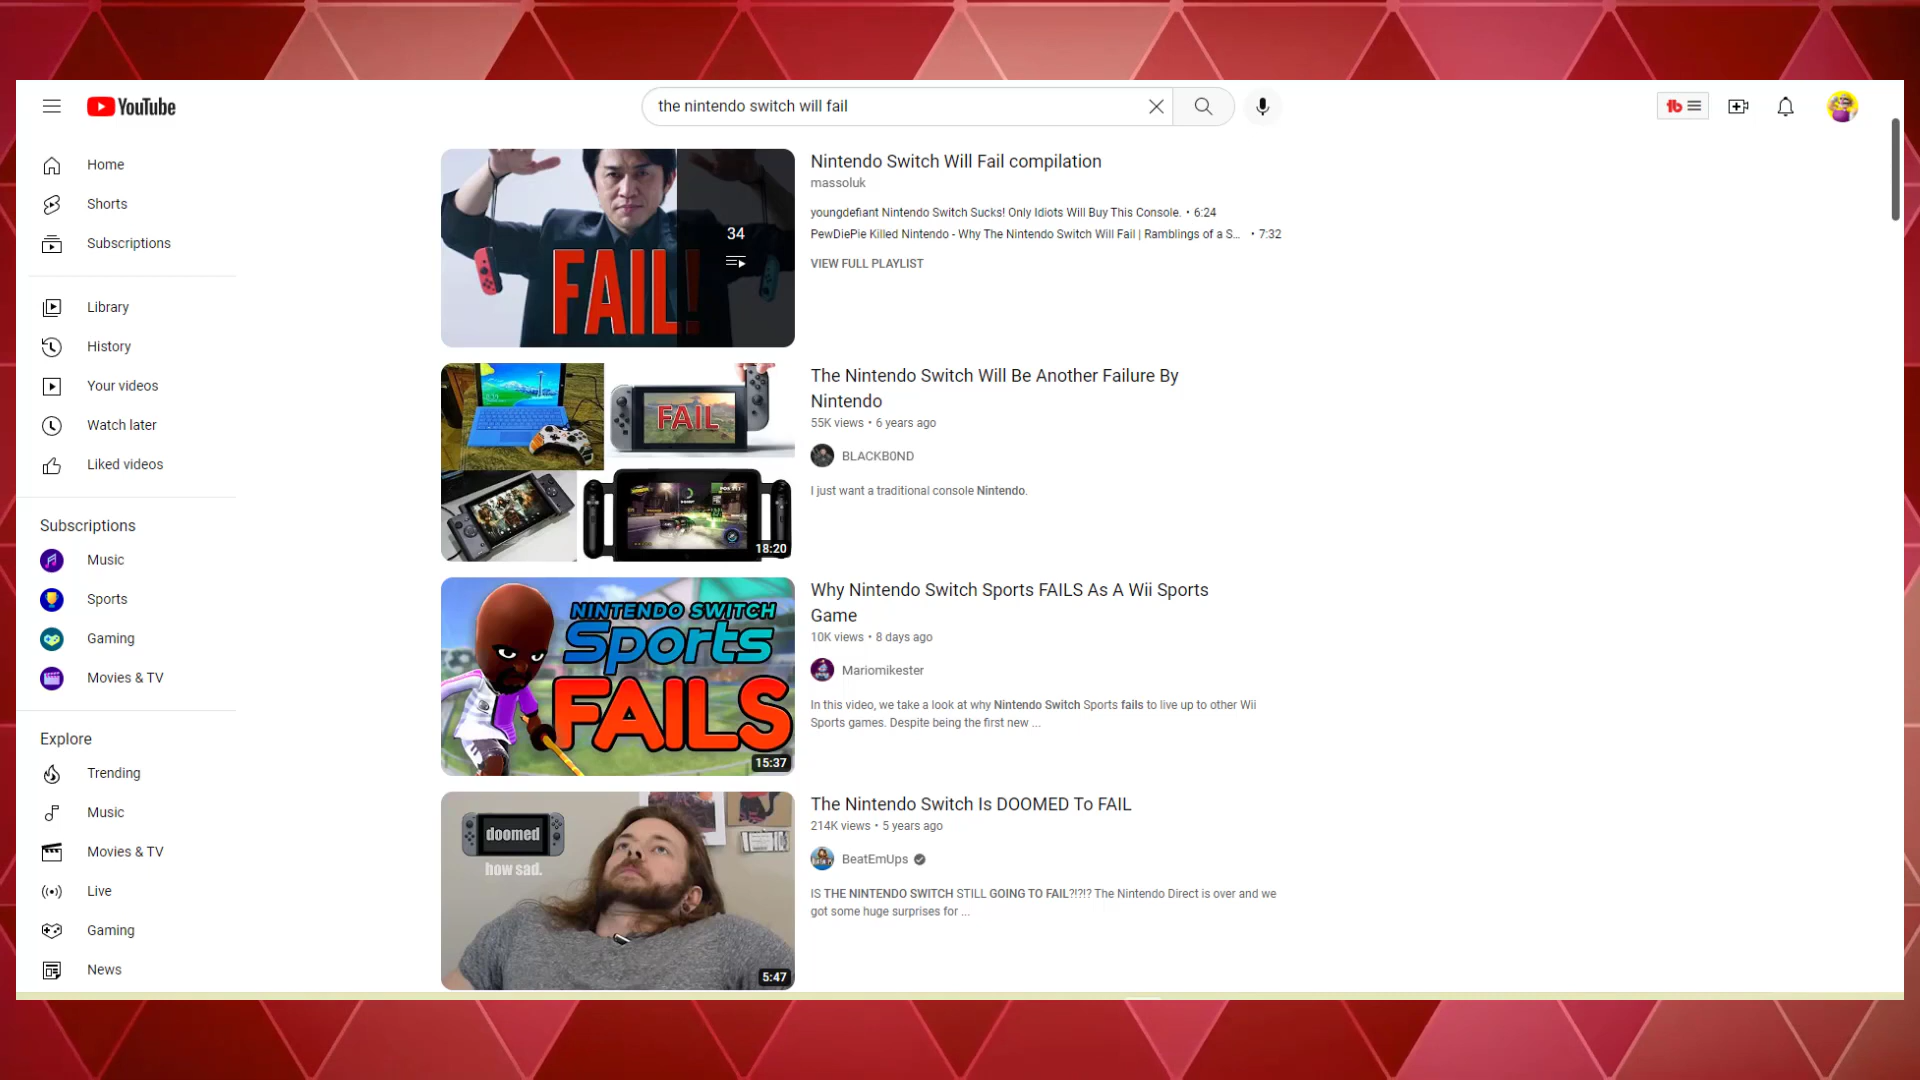 YouTube
the nintendo switch will fail
Home
Shorts
Subscriptions
Library
History
Your videos
Watch later
Liked videos
Subscriptions
Music
Sports
Gaming
Movies & TV
Explore
Trending
Music
Movies & TV
Live
Gaming
News
FAIL!
34
Nintendo Switch Will Fail compilation
massoluk
youngdefiant Nintendo Switch Sucks! Only Idiots Will Buy This Console. • 6:24
PewDiePie Killed Nintendo - Why The Nintendo Switch Will Fail | Ramblings of a S... • 7:32
VIEW FULL PLAYLIST
FAIL
18:20
The Nintendo Switch Will Be Another Failure By
Nintendo
55K views • 6 years ago
BLACKB0ND
I just want a traditional console Nintendo.
NINTENDO SWITCH
Sports
FAILS
15:37
Why Nintendo Switch Sports FAILS As A Wii Sports
Game
10K views • 8 days ago
Mariomikester
In this video, we take a look at why Nintendo Switch Sports fails to live up to other Wii
Sports games. Despite being the first new ...
doomed
how sad.
5:47
The Nintendo Switch Is DOOMED To FAIL
214K views • 5 years ago
BeatEmUps
IS THE NINTENDO SWITCH STILL GOING TO FAIL?!?!? The Nintendo Direct is over and we
got some huge surprises for ...